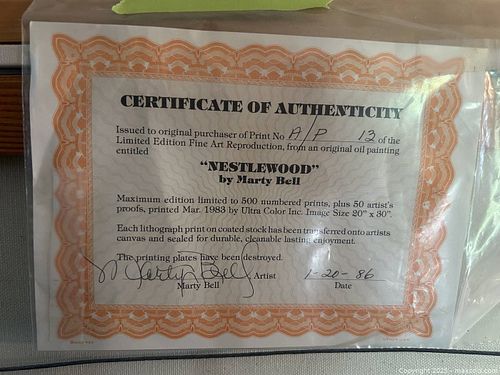 CERTIFICATE OF AUTHENTICITY
Issued to original purchaser of Print No A/P 13 of the
Limited Edition Fine Art Reproduction, from an original oil painting
entitled
"NESTLEWOOD"
by Marty Bell
Maximum edition limited to 500 numbered prints, plus 50 artist's
proofs, printed Mar. 1983 by Ultra Color Inc. Image Size 20" x 30".
Each lithograph print on coated stock has been transferred onto artists
canvas and sealed for durable, cleanable lasting enjoyment.
The printing plates have been destroyed.
Marty Bell Artist 1-20-86
Marty Bell Date
Copyright 2025 - maxsold.com